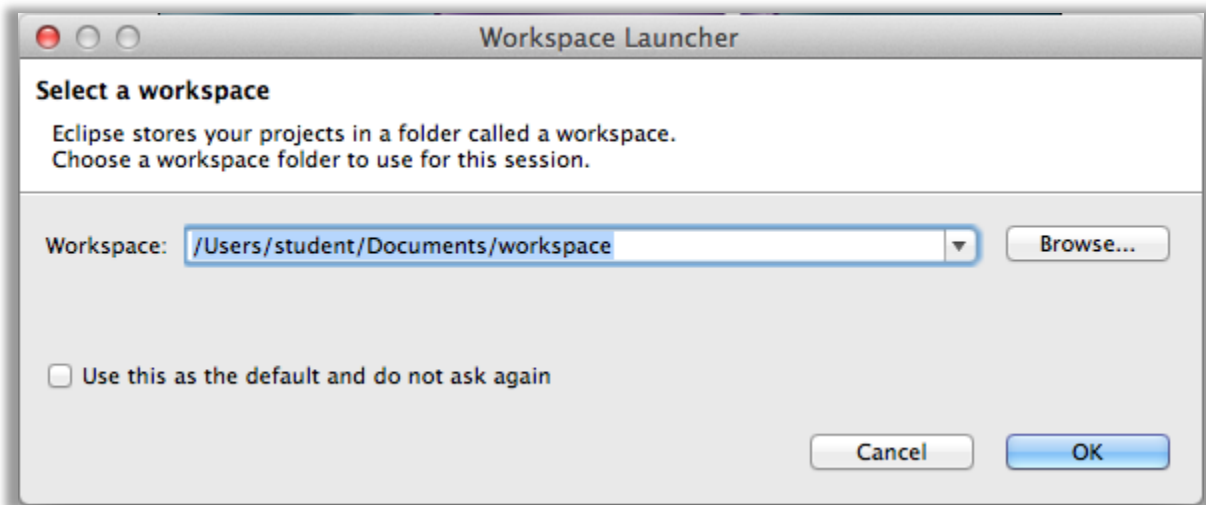 Workspace Launcher
Select a workspace
Eclipse stores your projects in a folder called a workspace.
Choose a workspace folder to use for this session.
Workspace: /Users/student/Documents/workspace Browse...
Use this as the default and do not ask again
Cancel OK